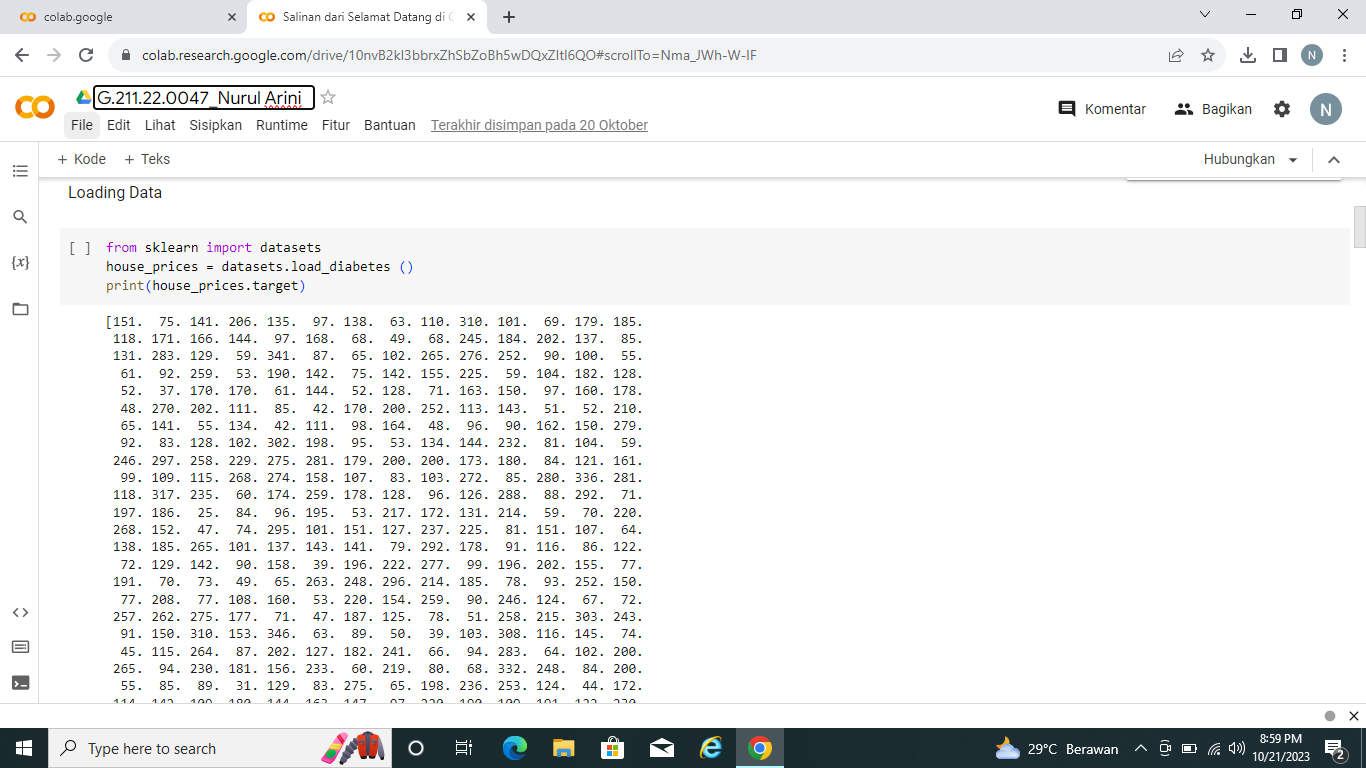 colab.google
Salinan dari Selamat Datang di C
colab.research.google.com/drive/10nvB2kI3bbrxZhSbZoBh5wDQxZItI6QO#scrollTo=Nma_JWh-W-IF
N
G.211.22.0047_Nurul Arini
Komentar
Bagikan
N
File Edit Lihat Sisipkan Runtime Fitur Bantuan Terakhir disimpan pada 20 Oktober
+ Kode + Teks
Hubungkan
Loading Data
[ ] from sklearn import datasets
house_prices = datasets.load_diabetes ()
print(house_prices.target)
[151. 75. 141. 206. 135. 97. 138. 63. 110. 310. 101. 69. 179. 185.
118. 171. 166. 144. 97. 168. 68. 49. 68. 245. 184. 202. 137. 85.
131. 283. 129. 59. 341. 87. 65. 102. 265. 276. 252. 90. 100. 55.
61. 92. 259. 53. 190. 142. 75. 142. 155. 225. 59. 104. 182. 128.
52. 37. 170. 170. 61. 144. 52. 128. 71. 163. 150. 97. 160. 178.
48. 270. 202. 111. 85. 42. 170. 200. 252. 113. 143. 51. 52. 210.
65. 141. 55. 134. 42. 111. 98. 164. 48. 96. 90. 162. 150. 279.
92. 83. 128. 102. 302. 198. 95. 53. 134. 144. 232. 81. 104. 59.
246. 297. 258. 229. 275. 281. 179. 200. 200. 173. 180. 84. 121. 161.
99. 109. 115. 268. 274. 158. 107. 83. 103. 272. 85. 280. 336. 281.
118. 317. 235. 60. 174. 259. 178. 128. 96. 126. 288. 88. 292. 71.
197. 186. 25. 84. 96. 195. 53. 217. 172. 131. 214. 59. 70. 220.
268. 152. 47. 74. 295. 101. 151. 127. 237. 225. 81. 151. 107. 64.
138. 185. 265. 101. 137. 143. 141. 79. 292. 178. 91. 116. 86. 122.
72. 129. 142. 90. 158. 39. 196. 222. 277. 99. 196. 202. 155. 77.
191. 70. 73. 49. 65. 263. 248. 296. 214. 185. 78. 93. 252. 150.
77. 208. 77. 108. 160. 53. 220. 154. 259. 90. 246. 124. 67. 72.
257. 262. 275. 177. 71. 47. 187. 125. 78. 51. 258. 215. 303. 243.
91. 150. 310. 153. 346. 63. 89. 50. 39. 103. 308. 116. 145. 74.
45. 115. 264. 87. 202. 127. 182. 241. 66. 94. 283. 64. 102. 200.
265. 94. 230. 181. 156. 233. 60. 219. 80. 68. 332. 248. 84. 200.
55. 85. 89. 31. 129. 83. 275. 65. 198. 236. 253. 124. 44. 172.
Type here to search
29°C Berawan
8:59 PM
10/21/2023
2